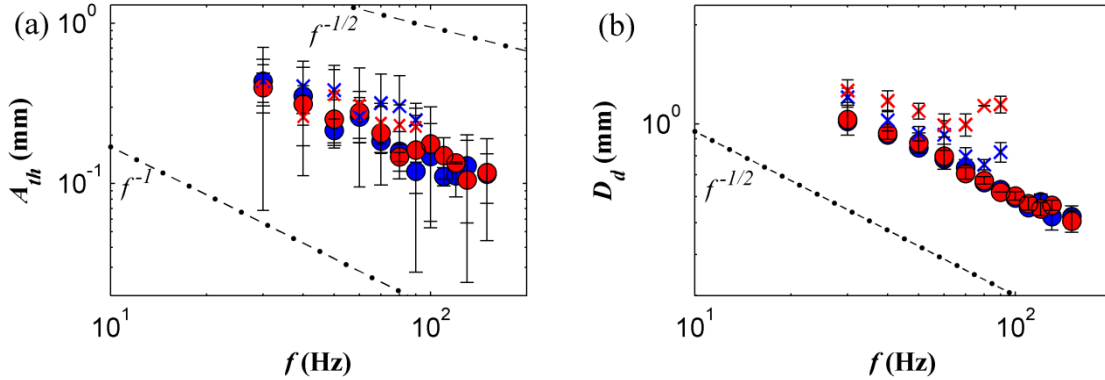 (a)
10^0
10^-1
A_th (mm)
f^-1/2
f^-1
10^1
10^2
f (Hz)
(b)
10^0
D_d (mm)
f^-1/2
10^1
10^2
f (Hz)